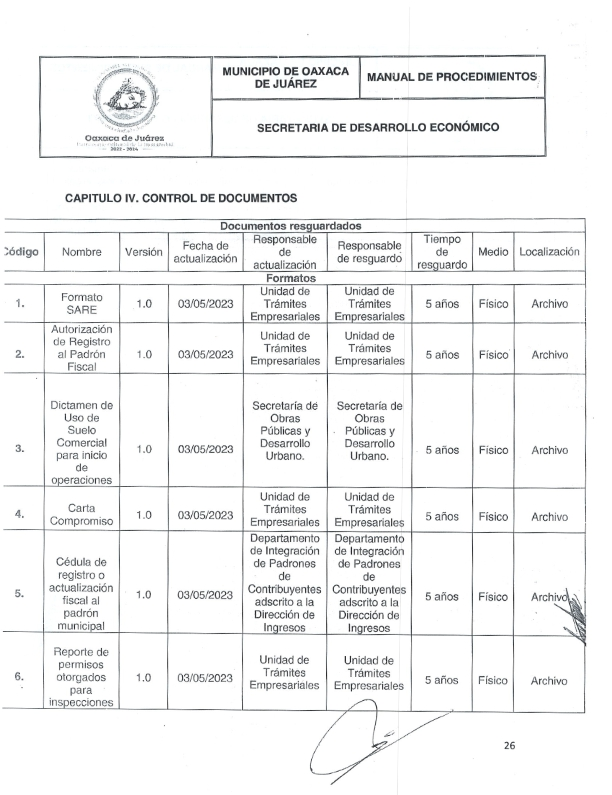 MUNICIPIO DE OAXACA
DE JUÁREZ
MANUAL DE PROCEDIMIENTOS
SECRETARIA DE DESARROLLO ECONÓMICO
Oaxaca de Juárez
2022 - 2024
CAPITULO IV. CONTROL DE DOCUMENTOS
Documentos resguardados
Código
Nombre
Versión
Fecha de
actualización
Responsable
de
actualización
Responsable
de resguardo
Tiempo
de
resguardo
Medio
Localización
Formatos
1.
Formato
SARE
1.0
03/05/2023
Unidad de
Trámites
Empresariales
Unidad de
Trámites
Empresariales
5 años
Físico
Archivo
2.
Autorización
de Registro
al Padrón
Fiscal
1.0
03/05/2023
Unidad de
Trámites
Empresariales
Unidad de
Trámites
Empresariales
5 años
Físico
Archivo
3.
Dictamen de
Uso de
Suelo
Comercial
para inicio
de
operaciones
1.0
03/05/2023
Secretaría de
Obras
Públicas y
Desarrollo
Urbano.
Secretaría de
Obras
Públicas y
Desarrollo
Urbano.
5 años
Físico
Archivo
4.
Carta
Compromiso
1.0
03/05/2023
Unidad de
Trámites
Empresariales
Unidad de
Trámites
Empresariales
5 años
Físico
Archivo
5.
Cédula de
registro o
actualización
fiscal al
padrón
municipal
1.0
03/05/2023
Departamento
de Integración
de Padrones
de
Contribuyentes
adscrito a la
Dirección de
Ingresos
Departamento
de Integración
de Padrones
de
Contribuyentes
adscrito a la
Dirección de
Ingresos
5 años
Físico
Archivo
6.
Reporte de
permisos
otorgados
para
inspecciones
1.0
03/05/2023
Unidad de
Trámites
Empresariales
Unidad de
Trámites
Empresariales
5 años
Físico
Archivo
26